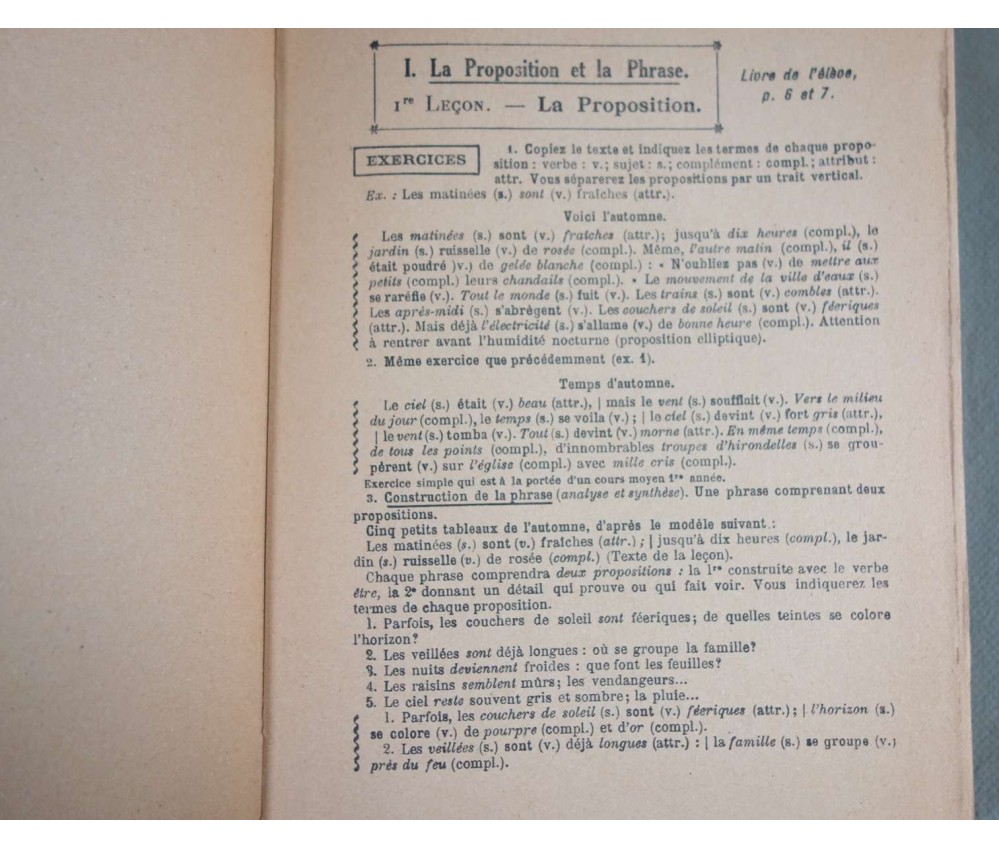 I. La Proposition et la Phrase.
1re LEÇON. — La Proposition.
Livre de l'élève,
p. 6 et 7.
EXERCICES
1. Copiez le texte et indiquez les termes de chaque propo-
sition : verbe : v.; sujet : s.; complément : compl.; attribut :
attr. Vous séparerez les propositions par un trait vertical.
Ex. : Les matinées (s.) sont (v.) fraîches (attr.).
Voici l'automne.
Les matinées (s.) sont (v.) fraîches (attr.); jusqu'à dix heures (compl.), le
jardin (s.) ruisselle (v.) de rosée (compl.). Même, l'autre matin (compl.), il (s.)
était poudré )v.) de gelée blanche (compl.) : « N'oubliez pas (v.) de mettre aux
petits (compl.) leurs chandails (compl.). » Le mouvement de la ville d'eaux (s.)
se raréfie (v.). Tout le monde (s.) fuit (v.). Les trains (s.) sont (v.) combles (attr.).
Les après-midi (s.) s'abrègent (v.). Les couchers de soleil (s.) sont (v.) féeriques
(attr.). Mais déjà l'électricité (s.) s'allume (v.) de bonne heure (compl.). Attention
à rentrer avant l'humidité nocturne (proposition elliptique).
2. Même exercice que précédemment (ex. 1).
Temps d'automne.
Le ciel (s.) était (v.) beau (attr.), | mais le vent (s.) soufflait (v.). Vers le milieu
du jour (compl.), le temps (s.) se voila (v.) ; | le ciel (s.) devint (v.) fort gris (attr.),
| le vent (s.) tomba (v.). Tout (s.) devint (v.) morne (attr.). En même temps (compl.),
de tous les points (compl.), d'innombrables troupes d'hirondelles (s.) se grou-
pèrent (v.) sur l'église (compl.) avec mille cris (compl.).
Exercice simple qui est à la portée d'un cours moyen 1re année.
3. Construction de la phrase (analyse et synthèse). Une phrase comprenant deux
propositions.
Cinq petits tableaux de l'automne, d'après le modèle suivant :
Les matinées (s.) sont (v.) fraîches (attr.) ; | jusqu'à dix heures (compl.), le jar-
din (s.) ruisselle (v.) de rosée (compl.) (Texte de la leçon).
Chaque phrase comprendra deux propositions : la 1re construite avec le verbe
être, la 2e donnant un détail qui prouve ou qui fait voir. Vous indiquerez les
termes de chaque proposition.
1. Parfois, les couchers de soleil sont féeriques; de quelles teintes se colore
l'horizon?
2. Les veillées sont déjà longues : où se groupe la famille?
3. Les nuits deviennent froides : que font les feuilles?
4. Les raisins semblent mûrs; les vendangeurs...
5. Le ciel reste souvent gris et sombre; la pluie...
1. Parfois, les couchers de soleil (s.) sont (v.) féeriques (attr.) ; | l'horizon (s.)
se colore (v.) de pourpre (compl.) et d'or (compl.).
2. Les veillées (s.) sont (v.) déjà longues (attr.) : | la famille (s.) se groupe (v.)
près du feu (compl.).